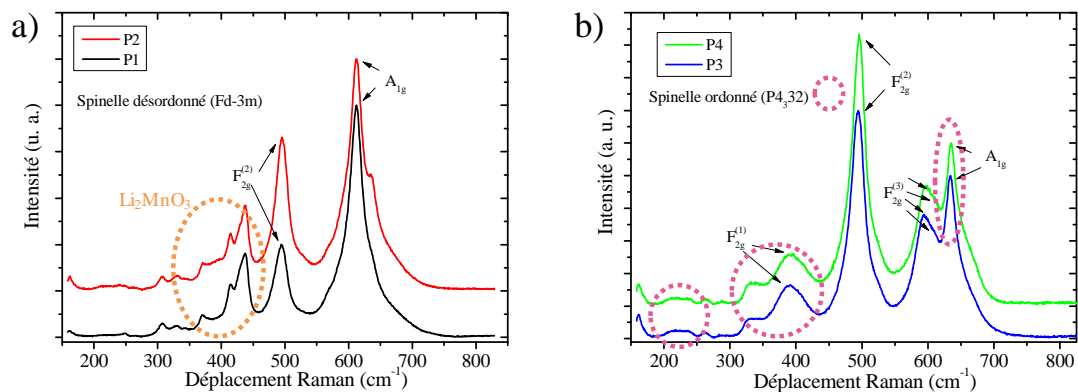 a)
P2
P1
Spinelle désordonné (Fd-3m)
A1g
F2g(2)
Li2MnO3
Intensité (u. a.)
200 300 400 500 600 700 800
Déplacement Raman (cm-1)
b)
P4
P3
Spinelle ordonné (P4332)
F2g(2)
A1g
F2g(3)
F2g(1)
Intensité (a. u.)
200 300 400 500 600 700 800
Déplacement Raman (cm-1)